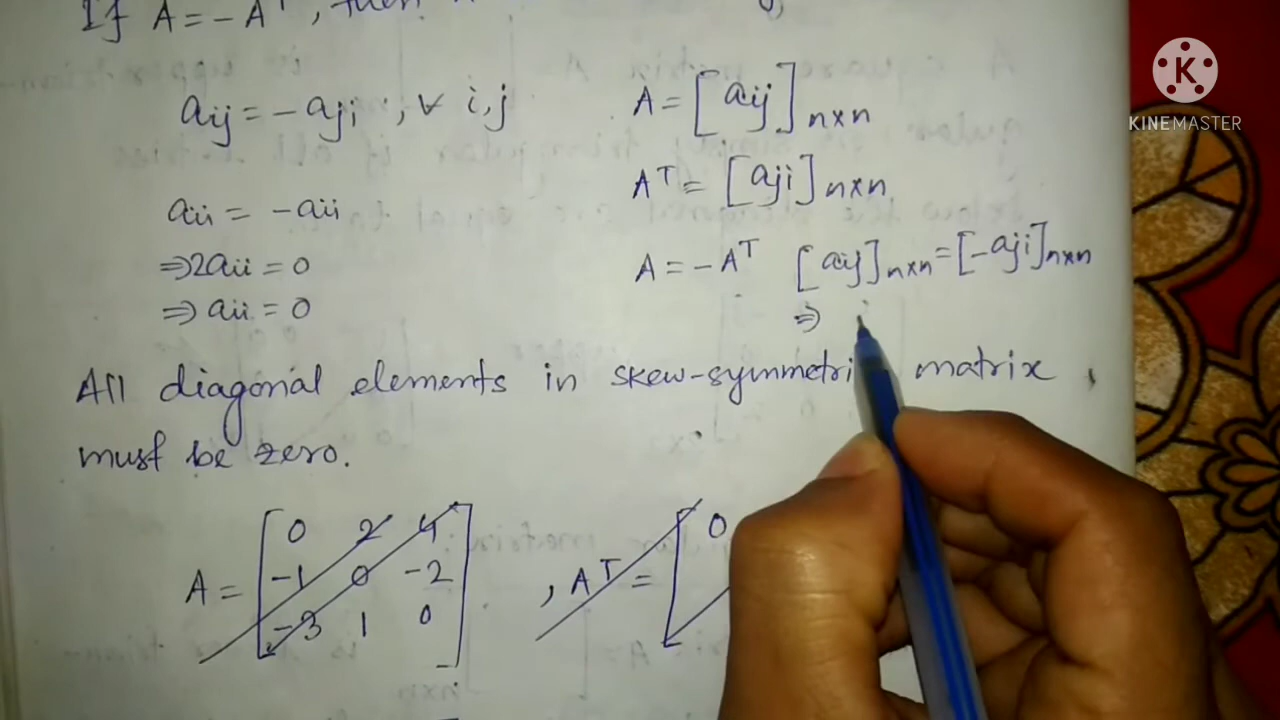 If A = -Aᵀ, then
aij = -aji, ∀ i,j
aii = -aii
⇒ 2aii = 0
⇒ aii = 0
A = [aij]n×n
Aᵀ = [aji]n×n
A = -Aᵀ [aij]n×n = [-aji]n×n
⇒
All diagonal elements in skew-symmetric matrix,
must be zero.
A = [0 2 4
-1 0 -2
-3 1 0]
, Aᵀ = [0
K
KINEMASTER